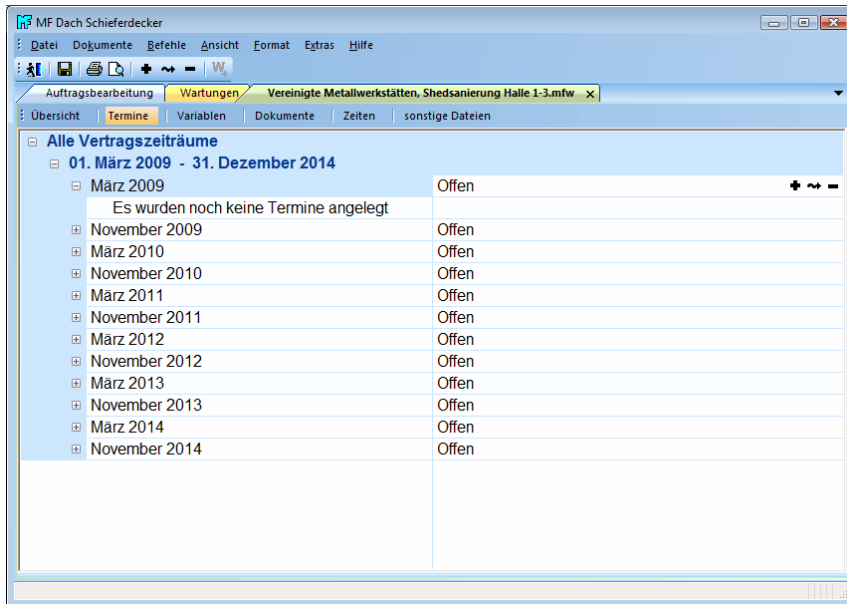 MF Dach Schieferdecker
Datei Dokumente Befehle Ansicht Format Extras Hilfe
W
Auftragsbearbeitung Wartungen Vereinigte Metallwerkstätten, Shedsanierung Halle 1-3.mfw x
Übersicht Termine Variablen Dokumente Zeiten sonstige Dateien
Alle Vertragszeiträume
01. März 2009 - 31. Dezember 2014
März 2009 Offen
Es wurden noch keine Termine angelegt
November 2009 Offen
März 2010 Offen
November 2010 Offen
März 2011 Offen
November 2011 Offen
März 2012 Offen
November 2012 Offen
März 2013 Offen
November 2013 Offen
März 2014 Offen
November 2014 Offen